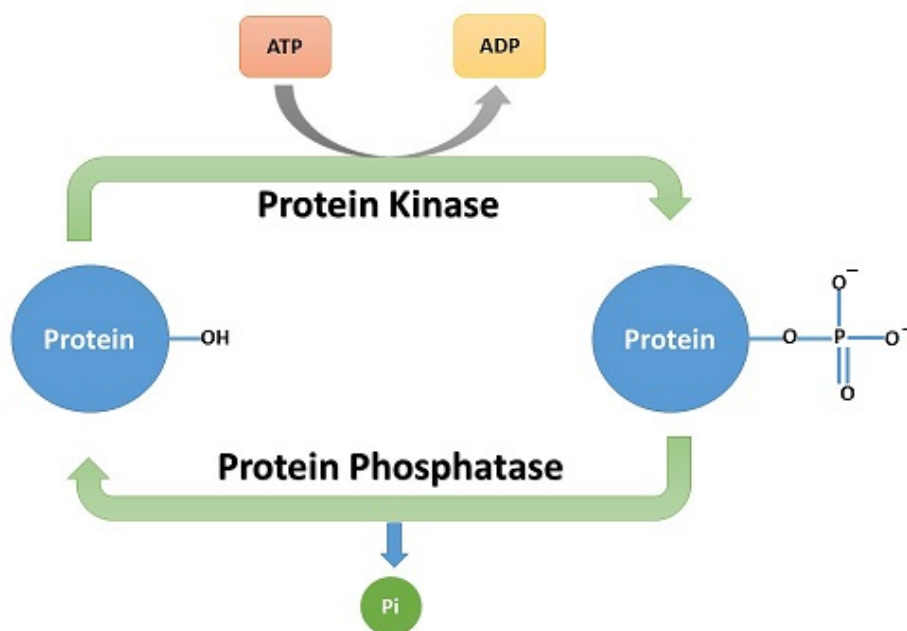 ATP
ADP
Protein Kinase
Protein
OH
Protein
O
P
O⁻
O⁻
O
Protein Phosphatase
Pi